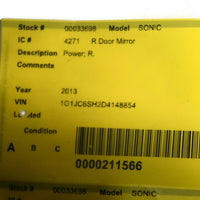 Stock # 00033698 Model SONIC
IC # 4271 R Door Mirror
Description Power, R.
Comments
Year 2013
VIN 1G1JC6SH2D4148854
Located
Condition
A B C
0000211566
Stock # 00033698 Model SONIC